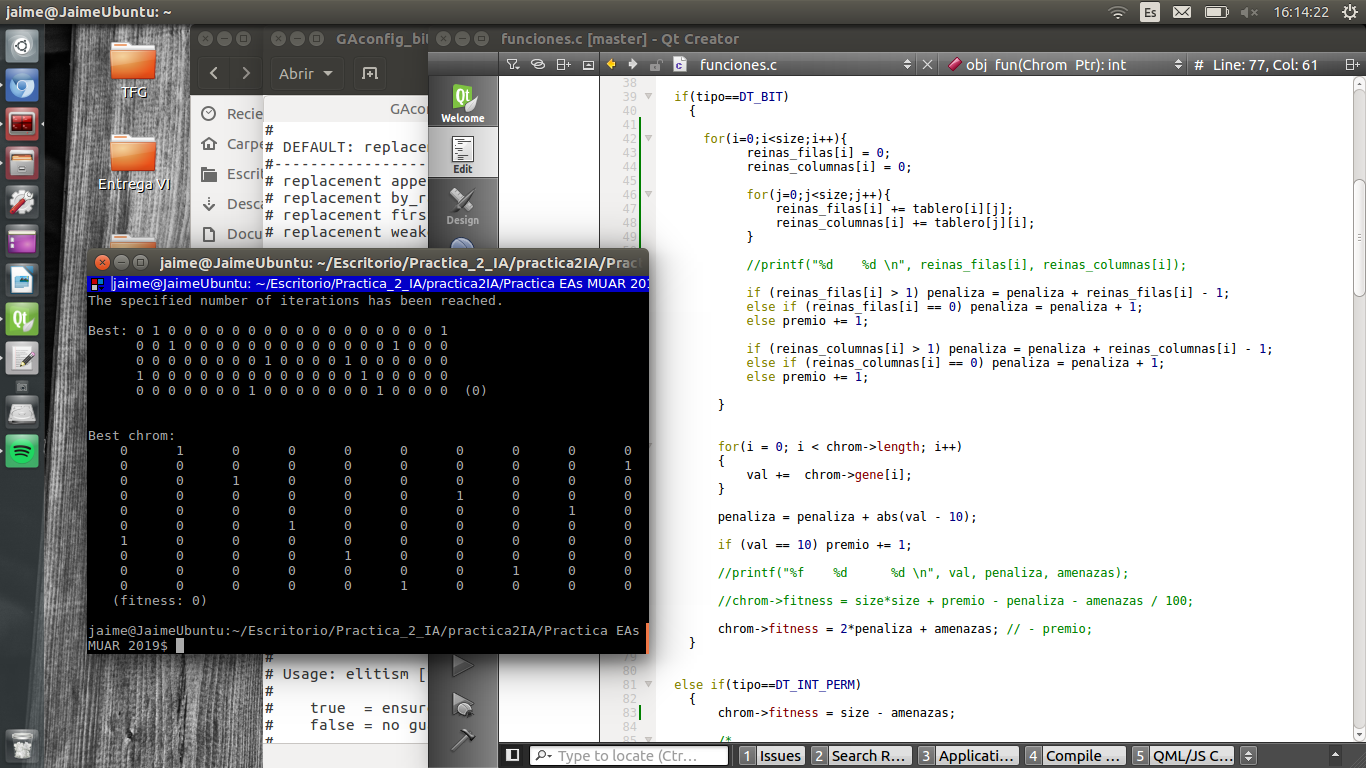 jaime@JaimeUbuntu: ~
Es
16:14:22
TFG
Entrega VI
Abrir
Recie
Carpe
Escrit
Desca
Docu
GAconfig_bit
GAcon
#
# DEFAULT: replacem
#------------------
# replacement appe
# replacement by_r
# replacement firs
# replacement weak
jaime@JaimeUbuntu: ~/Escritorio/Practica_2_IA/practica2IA/Prac
jaime@JaimeUbuntu: ~/Escritorio/Practica_2_IA/practica2IA/Practica EAs MUAR 201
The specified number of iterations has been reached.
Best: 0 1 0 0 0 0 0 0 0 0 0 0 0 0 0 0 0 0 0 1
0 0 1 0 0 0 0 0 0 0 0 0 0 0 0 0 1 0 0 0
0 0 0 0 0 0 0 0 1 0 0 0 0 1 0 0 0 0 0 0
1 0 0 0 0 0 0 0 0 0 0 0 0 0 1 0 0 0 0 0
0 0 0 0 0 0 0 1 0 0 0 0 0 0 0 1 0 0 0 0 (0)
Best chrom:
0 1 0 0 0 0 0 0 0 0
0 0 0 0 0 0 0 0 0 1
0 0 1 0 0 0 0 0 0 0
0 0 0 0 0 0 1 0 0 0
0 0 0 0 0 0 0 0 1 0
0 0 0 1 0 0 0 0 0 0
1 0 0 0 0 0 0 0 0 0
0 0 0 0 1 0 0 0 0 0
0 0 0 0 0 0 0 1 0 0
0 0 0 0 0 1 0 0 0 0
(fitness: 0)
jaime@JaimeUbuntu:~/Escritorio/Practica_2_IA/practica2IA/Practica EAs
MUAR 2019$
#
# Usage: elitism [
#
# true = ensur
# false = no gu
#
funciones.c [master] - Qt Creator
funciones.c
obj_fun(Chrom_Ptr): int
# Line: 77, Col: 61
Welcome
Edit
Design
38
39 if(tipo==DT_BIT)
40 {
41
42 for(i=0;i<size;i++){
43 reinas_filas[i] = 0;
44 reinas_columnas[i] = 0;
45
46 for(j=0;j<size;j++){
47 reinas_filas[i] += tablero[i][j];
48 reinas_columnas[i] += tablero[j][i];
}
//printf("%d %d \n", reinas_filas[i], reinas_columnas[i]);
if (reinas_filas[i] > 1) penaliza = penaliza + reinas_filas[i] - 1;
else if (reinas_filas[i] == 0) penaliza = penaliza + 1;
else premio += 1;
if (reinas_columnas[i] > 1) penaliza = penaliza + reinas_columnas[i] - 1;
else if (reinas_columnas[i] == 0) penaliza = penaliza + 1;
else premio += 1;
}
for(i = 0; i < chrom->length; i++)
{
val += chrom->gene[i];
}
penaliza = penaliza + abs(val - 10);
if (val == 10) premio += 1;
//printf("%f %d %d \n", val, penaliza, amenazas);
//chrom->fitness = size*size + premio - penaliza - amenazas / 100;
chrom->fitness = 2*penaliza + amenazas; // - premio;
}
79
80
81 else if(tipo==DT_INT_PERM)
82 {
83 chrom->fitness = size - amenazas;
84
85 /*
Type to locate (Ctr...
1 Issues
2 Search R...
3 Applicati...
4 Compile ...
5 QML/JS C...